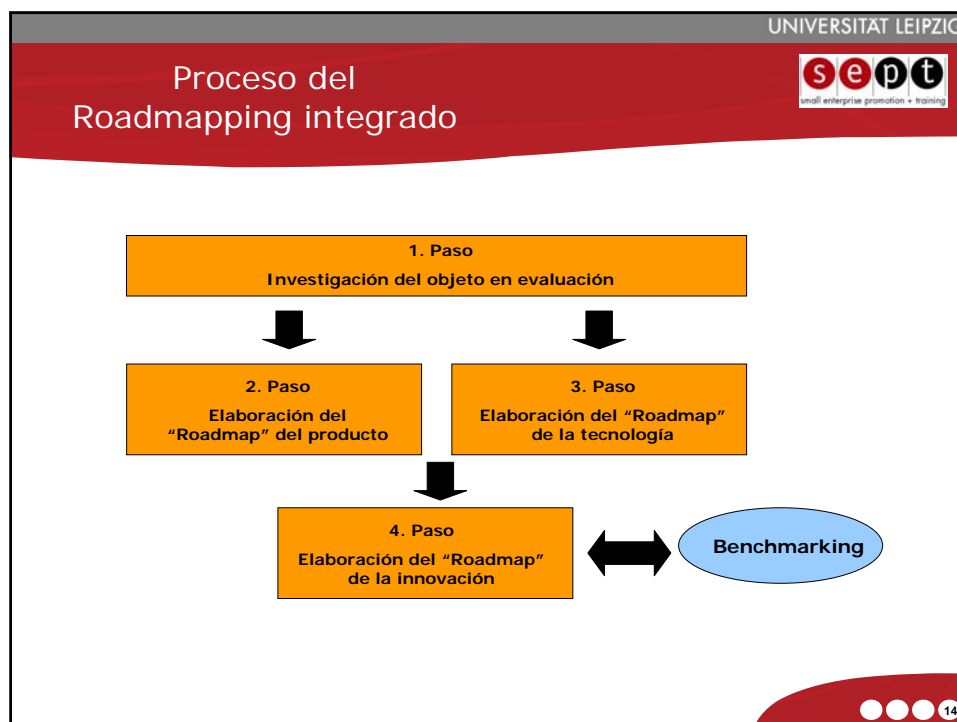 UNIVERSITÄT LEIPZIG
Proceso del
Roadmapping integrado
sept
small enterprise promotion + training
1. Paso
Investigación del objeto en evaluación
2. Paso
Elaboración del
“Roadmap” del producto
3. Paso
Elaboración del “Roadmap”
de la tecnología
4. Paso
Elaboración del “Roadmap”
de la innovación
Benchmarking
14